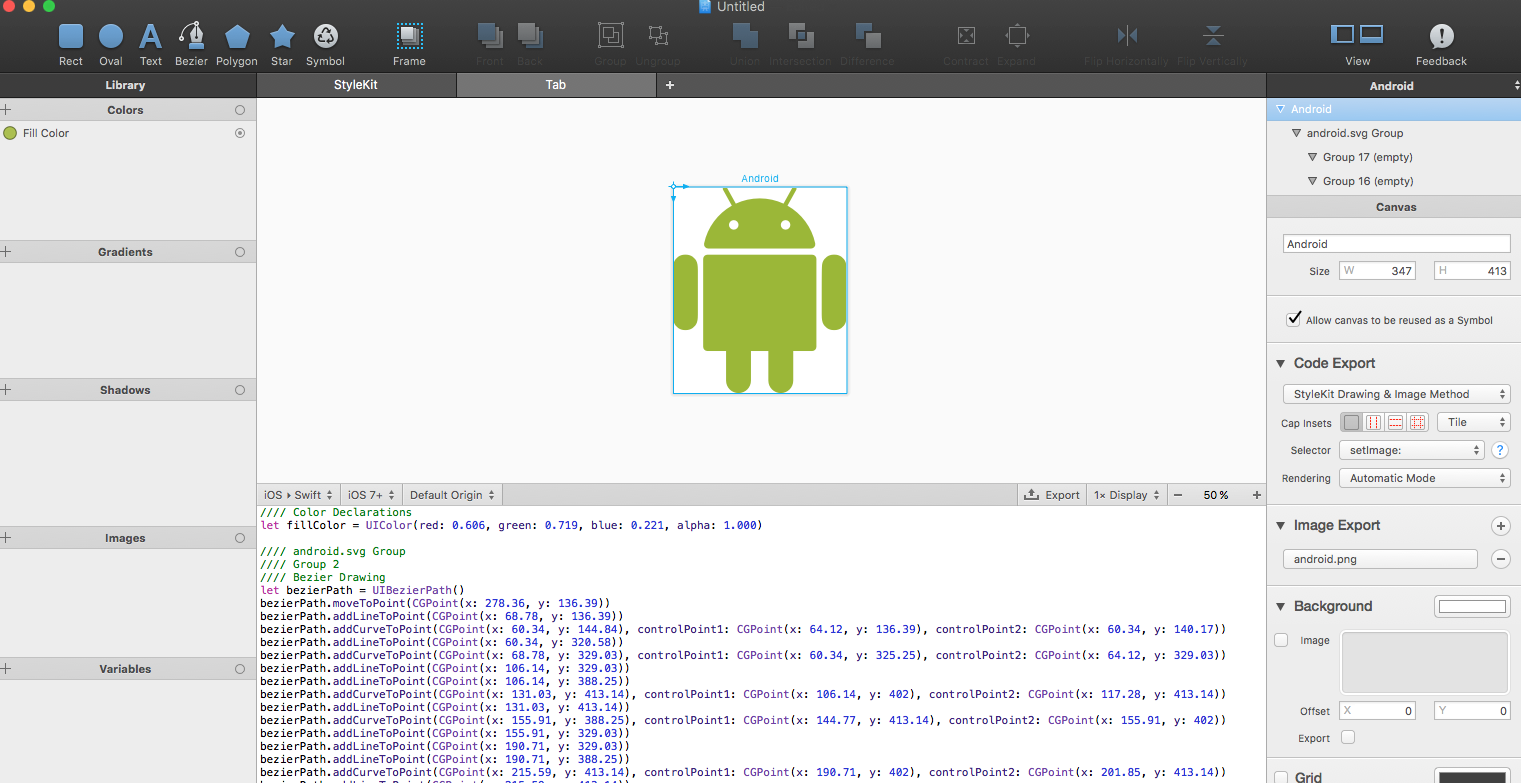 Untitled
Rect Oval Text Bezier Polygon Star Symbol Frame Front Back Group Ungroup Union Intersection Difference Contract Expand Flip Horizontally Flip Vertically View Feedback
Library
StyleKit
Tab
+
Android
Colors
Fill Color
Gradients
Shadows
Images
Variables
Android
Android
android.svg Group
Group 17 (empty)
Group 16 (empty)
Canvas
Android
Size W 347 H 413
Allow canvas to be reused as a Symbol
Code Export
StyleKit Drawing & Image Method
Cap Insets Tile
Selector setImage: ?
Rendering Automatic Mode
Image Export
android.png
Background
Image
Offset X 0 Y 0
Export
Grid
iOS ▸ Swift iOS 7+ Default Origin Export 1× Display − 50 % +
//// Color Declarations
let fillColor = UIColor(red: 0.606, green: 0.719, blue: 0.221, alpha: 1.000)
//// android.svg Group
//// Group 2
//// Bezier Drawing
let bezierPath = UIBezierPath()
bezierPath.moveToPoint(CGPoint(x: 278.36, y: 136.39))
bezierPath.addLineToPoint(CGPoint(x: 68.78, y: 136.39))
bezierPath.addCurveToPoint(CGPoint(x: 60.34, y: 144.84), controlPoint1: CGPoint(x: 64.12, y: 136.39), controlPoint2: CGPoint(x: 60.34, y: 140.17))
bezierPath.addLineToPoint(CGPoint(x: 60.34, y: 320.58))
bezierPath.addCurveToPoint(CGPoint(x: 68.78, y: 329.03), controlPoint1: CGPoint(x: 60.34, y: 325.25), controlPoint2: CGPoint(x: 64.12, y: 329.03))
bezierPath.addLineToPoint(CGPoint(x: 106.14, y: 329.03))
bezierPath.addLineToPoint(CGPoint(x: 106.14, y: 388.25))
bezierPath.addCurveToPoint(CGPoint(x: 131.03, y: 413.14), controlPoint1: CGPoint(x: 106.14, y: 402), controlPoint2: CGPoint(x: 117.28, y: 413.14))
bezierPath.addLineToPoint(CGPoint(x: 131.03, y: 413.14))
bezierPath.addCurveToPoint(CGPoint(x: 155.91, y: 388.25), controlPoint1: CGPoint(x: 144.77, y: 413.14), controlPoint2: CGPoint(x: 155.91, y: 402))
bezierPath.addLineToPoint(CGPoint(x: 155.91, y: 329.03))
bezierPath.addLineToPoint(CGPoint(x: 190.71, y: 329.03))
bezierPath.addLineToPoint(CGPoint(x: 190.71, y: 388.25))
bezierPath.addCurveToPoint(CGPoint(x: 215.59, y: 413.14), controlPoint1: CGPoint(x: 190.71, y: 402), controlPoint2: CGPoint(x: 201.85, y: 413.14))